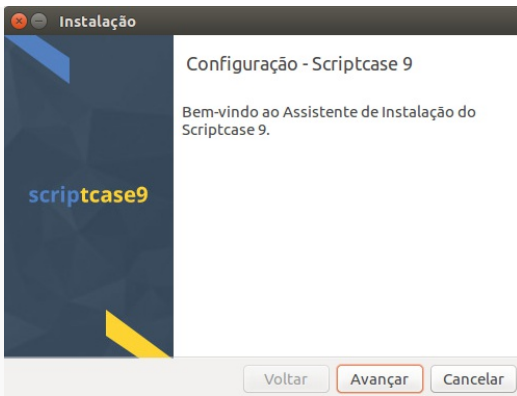 Instalação
Configuração - Scriptcase 9
Bem-vindo ao Assistente de Instalação do
Scriptcase 9.
scriptcase9
Voltar
Avançar
Cancelar